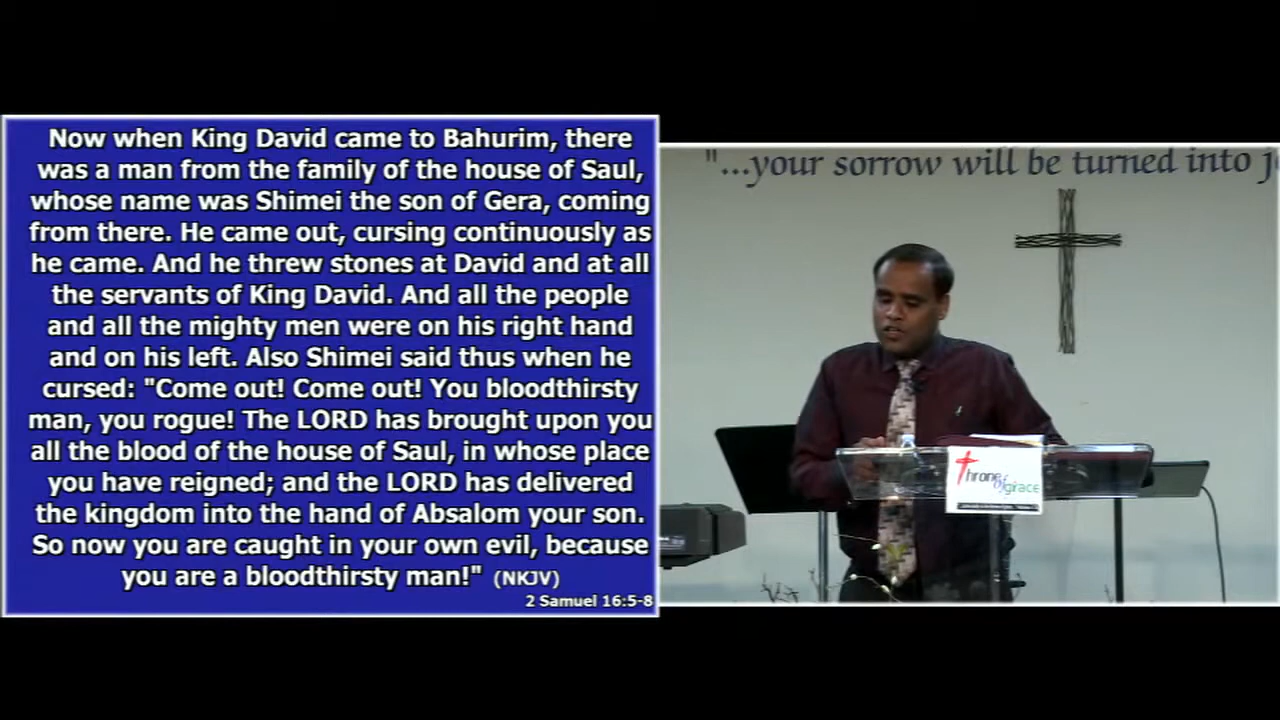 Now when King David came to Bahurim, there
was a man from the family of the house of Saul,
whose name was Shimei the son of Gera, coming
from there. He came out, cursing continuously as
he came. And he threw stones at David and at all
the servants of King David. And all the people
and all the mighty men were on his right hand
and on his left. Also Shimei said thus when he
cursed: "Come out! Come out! You bloodthirsty
man, you rogue! The LORD has brought upon you
all the blood of the house of Saul, in whose place
you have reigned; and the LORD has delivered
the kingdom into the hand of Absalom your son.
So now you are caught in your own evil, because
you are a bloodthirsty man!" (NKJV)
2 Samuel 16:5-8
"...your sorrow will be turned into j
Throne
of grace